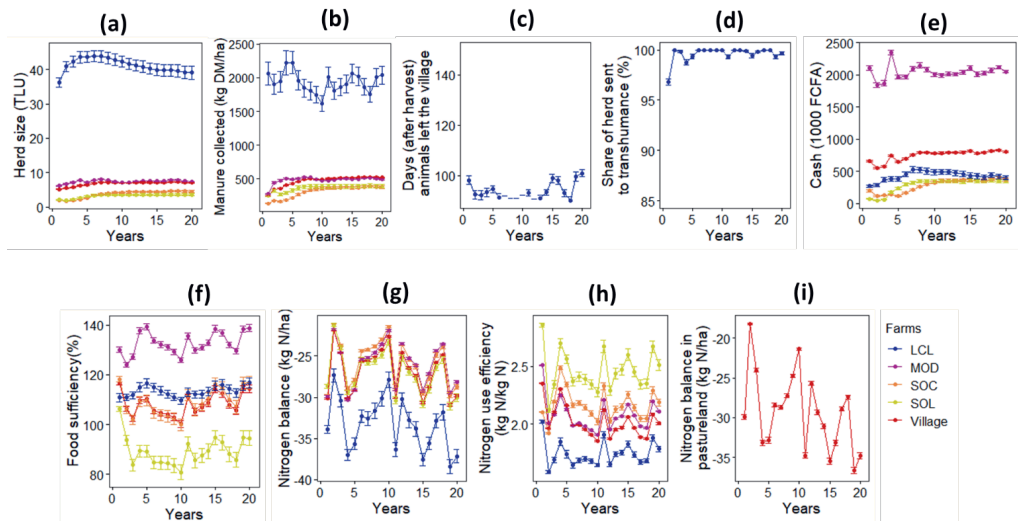 (a)
(b)
(c)
(d)
(e)
Herd size (TLU)
40
30
20
10
0
0 5 10 15 20
Years
Manure collected (kg DM/ha)
2500
2000
1500
1000
500
0
0 5 10 15 20
Years
Days (after harvest)
animals left the village
140
120
100
0 5 10 15 20
Years
Share of herd sent
to transhumance (%)
100
95
90
85
0 5 10 15 20
Years
Cash (1000 FCFA)
2500
2000
1500
1000
500
0
0 5 10 15 20
Years
(f)
(g)
(h)
(i)
Food sufficiency(%)
140
120
100
80
0 5 10 15 20
Years
Nitrogen balance (kg N/ha)
-25
-30
-35
-40
0 5 10 15 20
Years
Nitrogen use efficiency
(kg N/kg N)
2.5
2.0
0 5 10 15 20
Years
Nitrogen balance in
pastureland (kg N/ha)
-20
-25
-30
-35
0 5 10 15 20
Years
Farms
LCL
MOD
SOC
SOL
Village